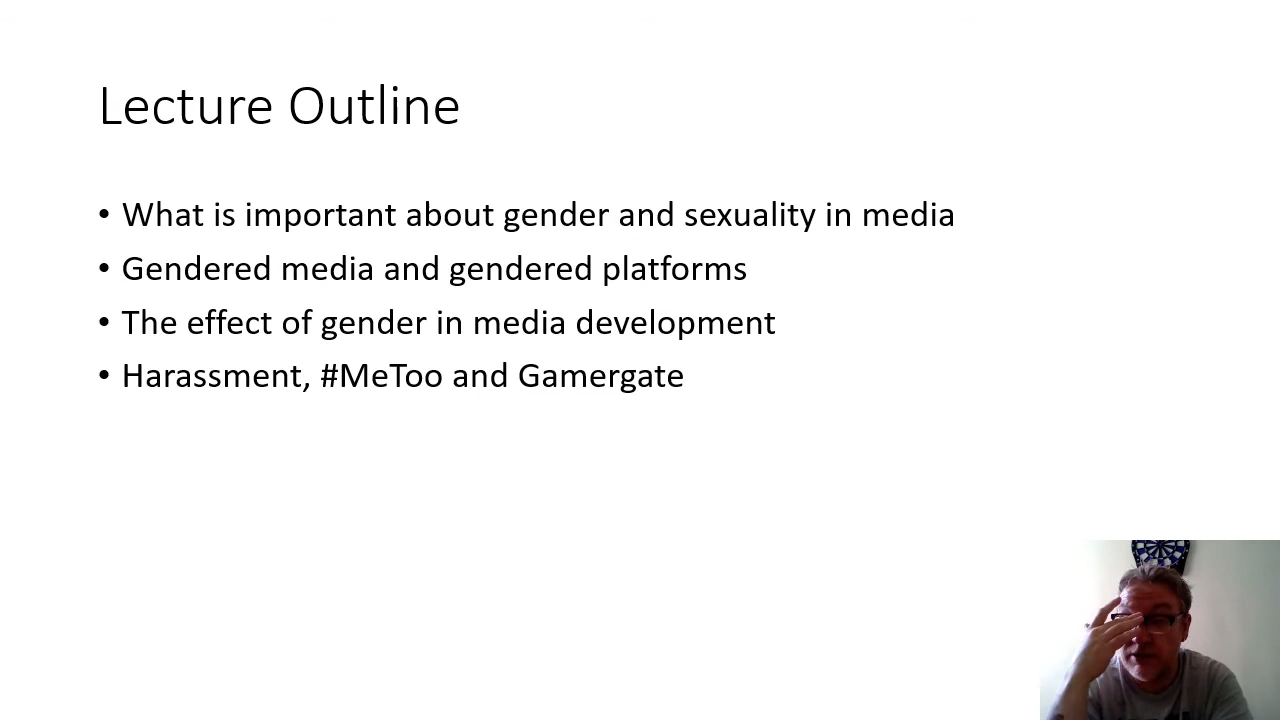 Lecture Outline
• What is important about gender and sexuality in media
• Gendered media and gendered platforms
• The effect of gender in media development
• Harassment, #MeToo and Gamergate